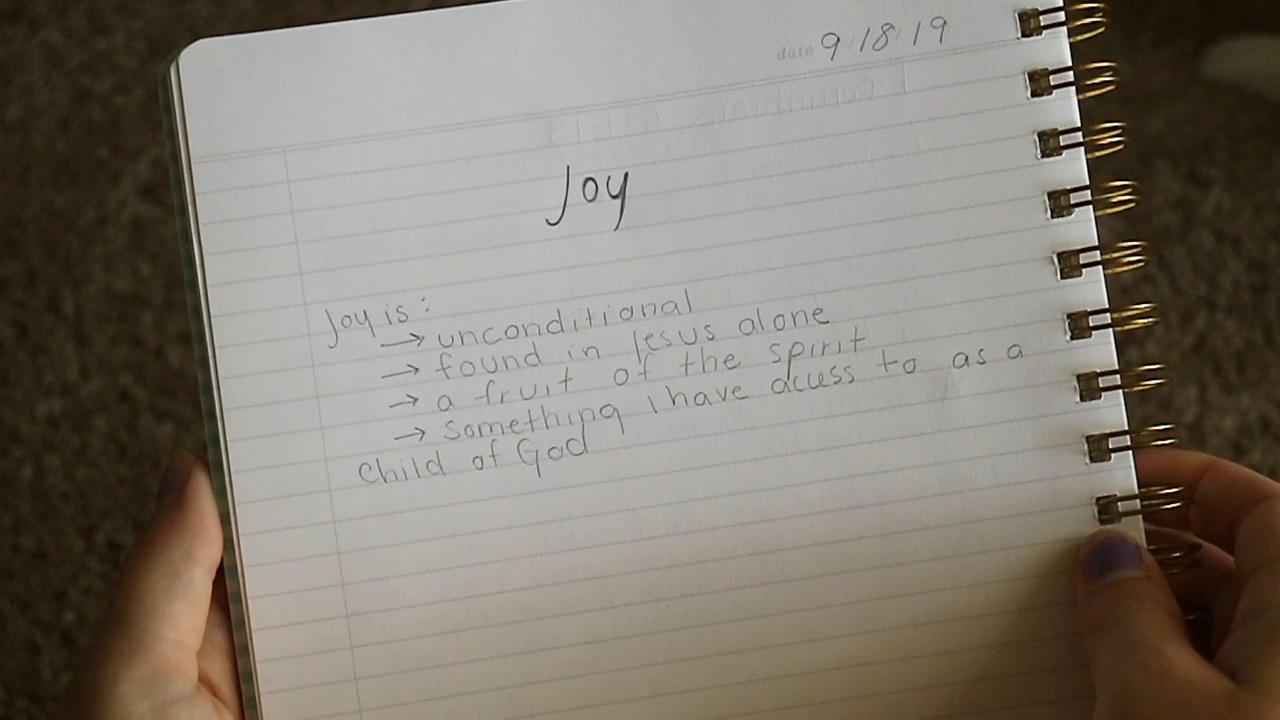 date 9/18/19
Joy
Joy is:
→ unconditional
→ found in Jesus alone
→ a fruit of the spirit
→ something I have access to as a
child of God